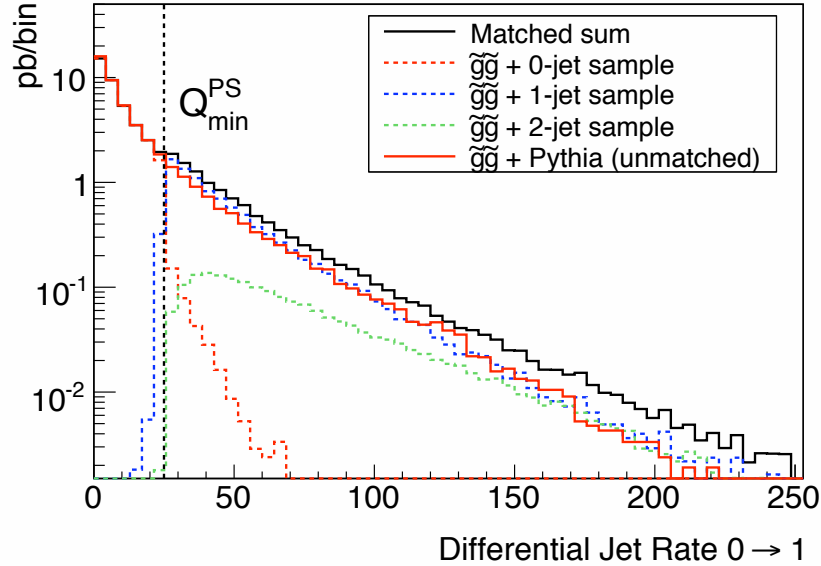 pb/bin
10
1
10⁻¹
10⁻²
Q_min^PS
Matched sum
g̃g̃ + 0-jet sample
g̃g̃ + 1-jet sample
g̃g̃ + 2-jet sample
g̃g̃ + Pythia (unmatched)
0 50 100 150 200 250
Differential Jet Rate 0 → 1